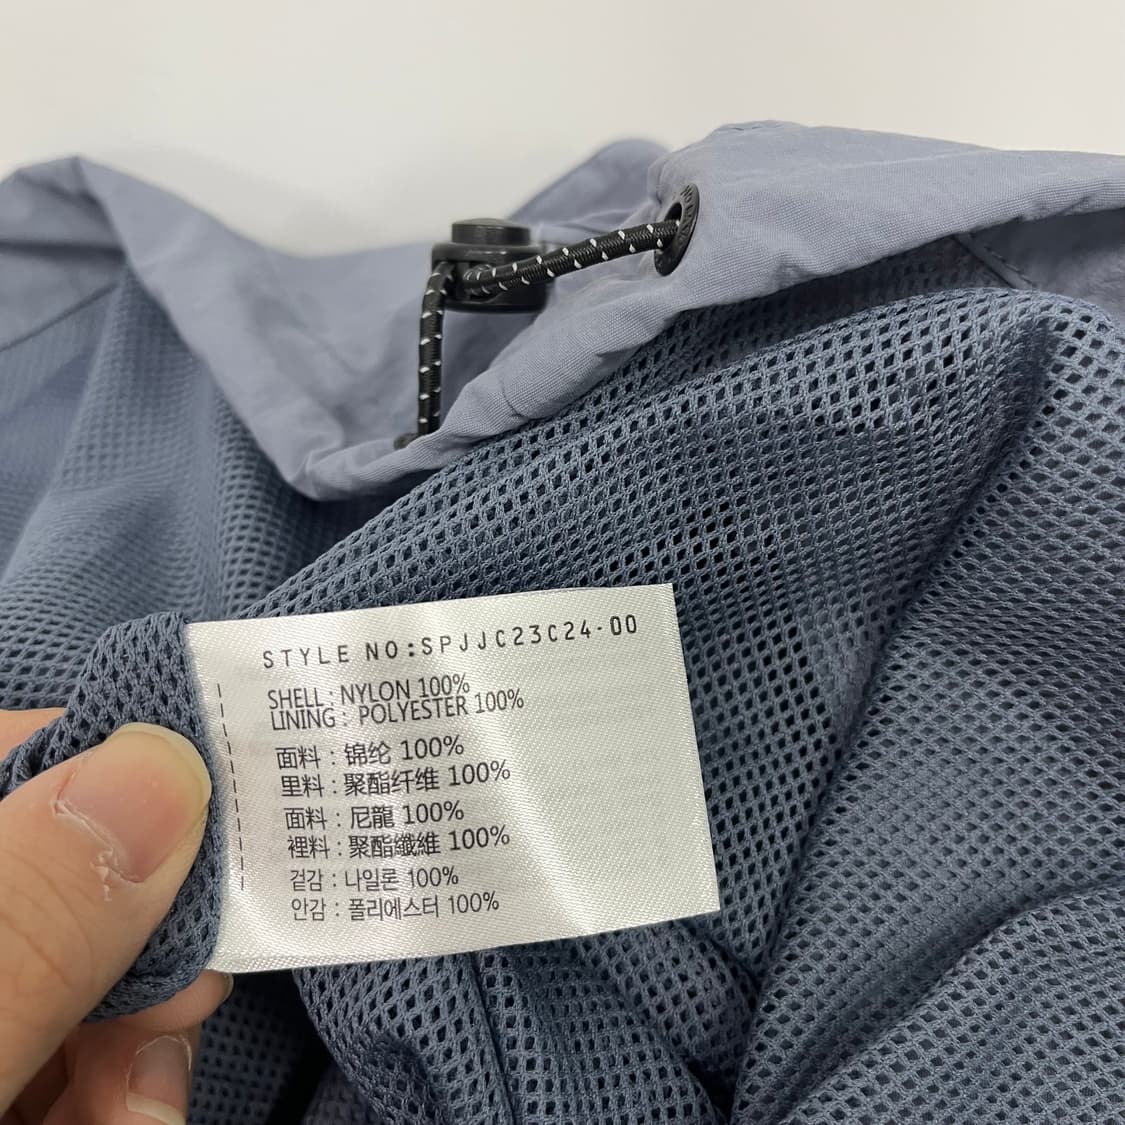 STYLE NO:SPJJC23C24-00
SHELL : NYLON 100%
LINING : POLYESTER 100%
面料 : 锦纶 100%
里料 : 聚酯纤维 100%
面料 : 尼龍 100%
裡料 : 聚酯纖維 100%
겉감 : 나일론 100%
안감 : 폴리에스터 100%